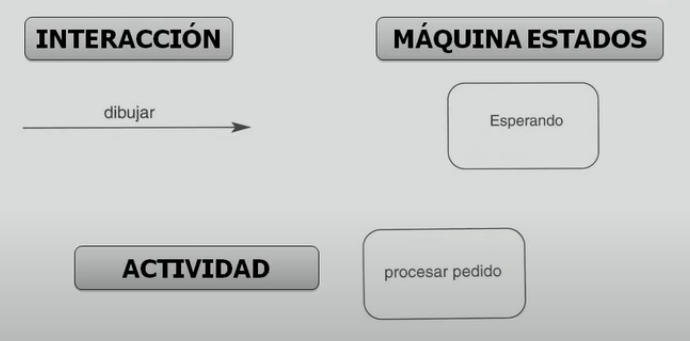 INTERACCIÓN
MÁQUINA ESTADOS
dibujar
Esperando
ACTIVIDAD
procesar pedido